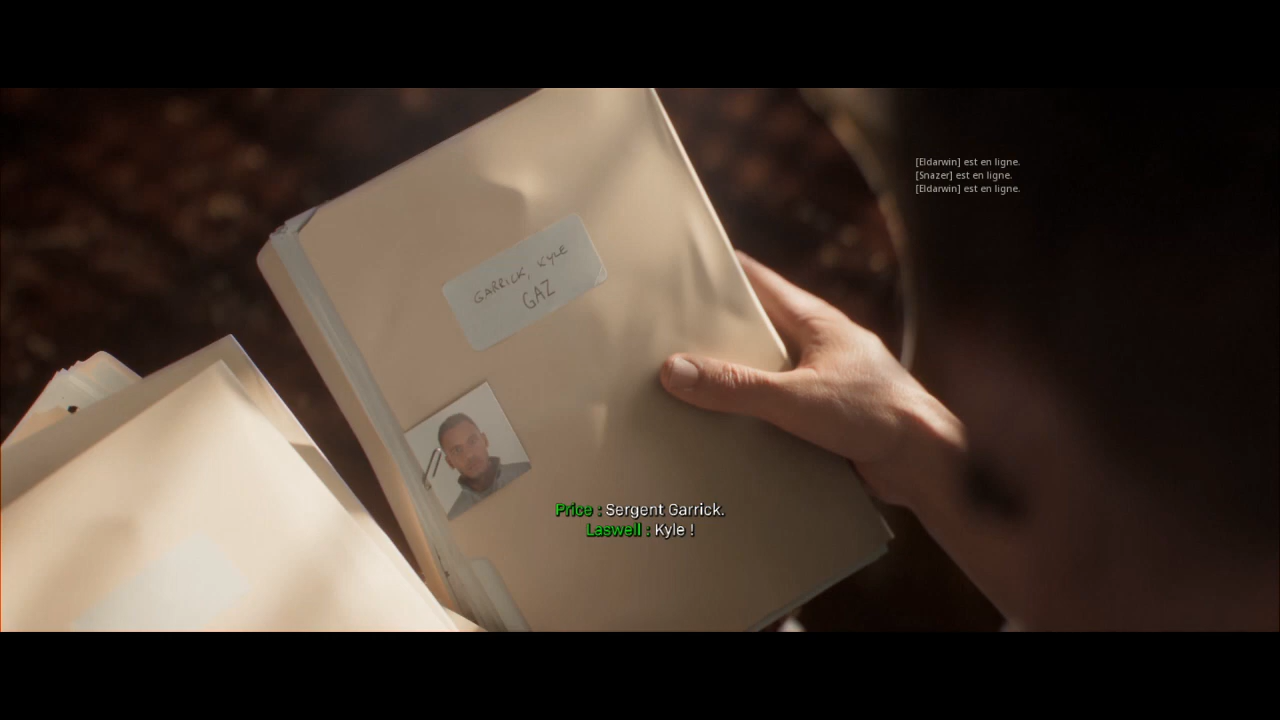 [Eldarwin] est en ligne.
[Snazer] est en ligne.
[Eldarwin] est en ligne.
GARRICK, KYLE
GAZ
Price : Sergent Garrick.
Laswell : Kyle !